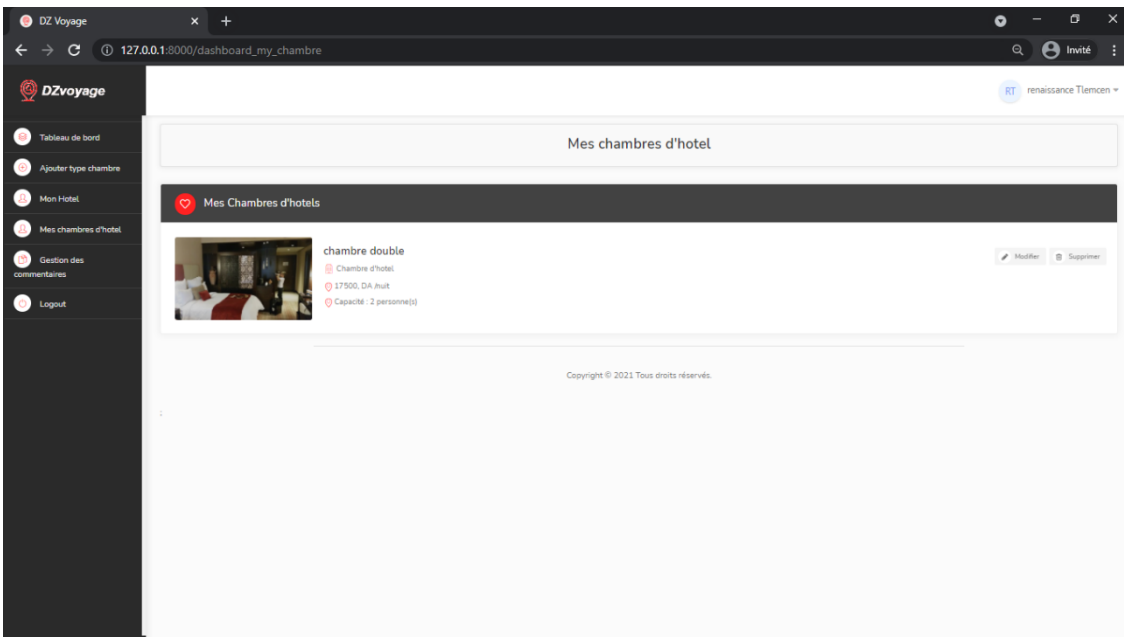 DZ Voyage
127.0.0.1:8000/dashboard_my_chambre
Invité
DZvoyage
RT renaissance Tlemcen
Tableau de bord
Ajouter type chambre
Mon Hotel
Mes chambres d'hotel
Gestion des
commentaires
Logout
Mes chambres d'hotel
Mes Chambres d'hotels
chambre double
Chambre d'hotel
17500, DA /nuit
Capacité : 2 personne(s)
Modifier
Supprimer
Copyright © 2021 Tous droits réservés.
;